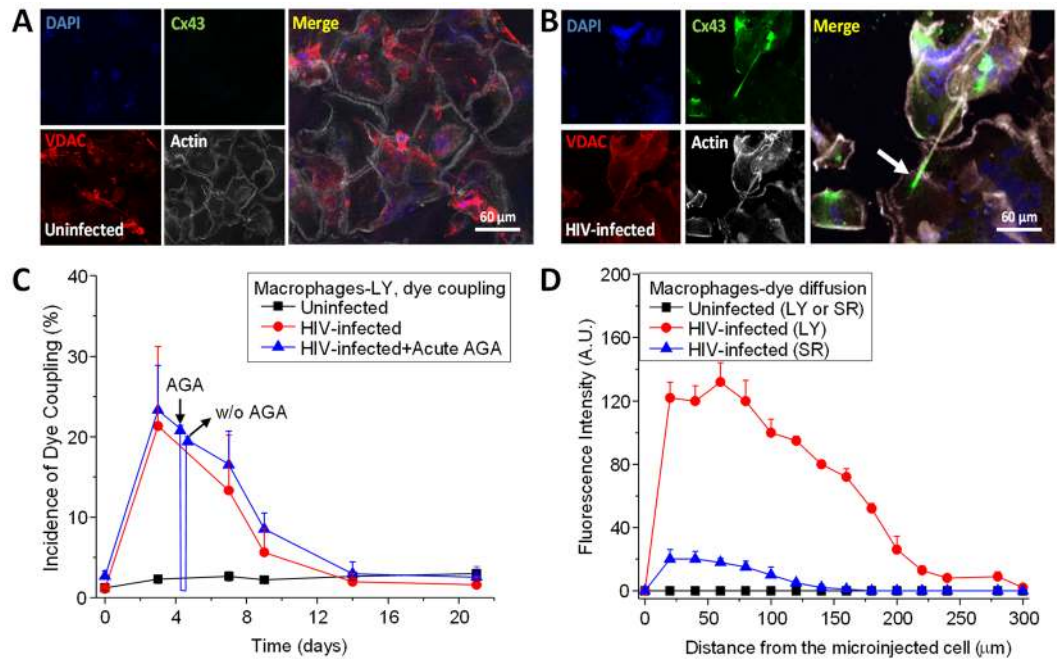 A
DAPI
Cx43
Merge
VDAC
Actin
Uninfected
60 μm
B
DAPI
Cx43
Merge
VDAC
Actin
HIV-infected
60 μm
C
Macrophages-LY, dye coupling
Uninfected
HIV-infected
HIV-infected+Acute AGA
AGA
w/o AGA
Incidence of Dye Coupling (%)
40
30
20
10
0
0 4 8 12 16 20
Time (days)
D
Macrophages-dye diffusion
Uninfected (LY or SR)
HIV-infected (LY)
HIV-infected (SR)
Fluorescence Intensity (A.U.)
200
160
120
80
40
0
0 50 100 150 200 250 300
Distance from the microinjected cell (μm)